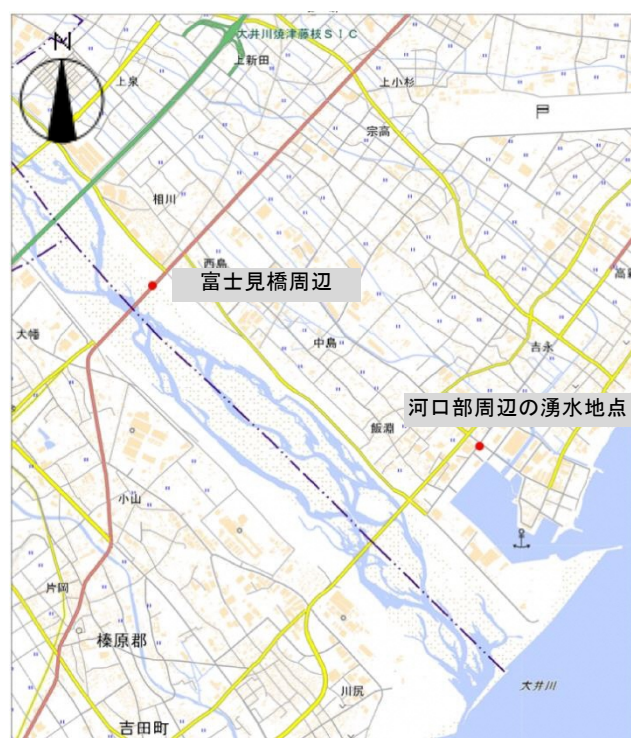 N
大井川焼津藤枝SIC
上新田
上泉
上小杉
宗高
相川
西島
富士見橋周辺
大幡
中島
吉永
河口部周辺の湧水地点
飯淵
小山
片岡
榛原郡
川尻
大井川
吉田町